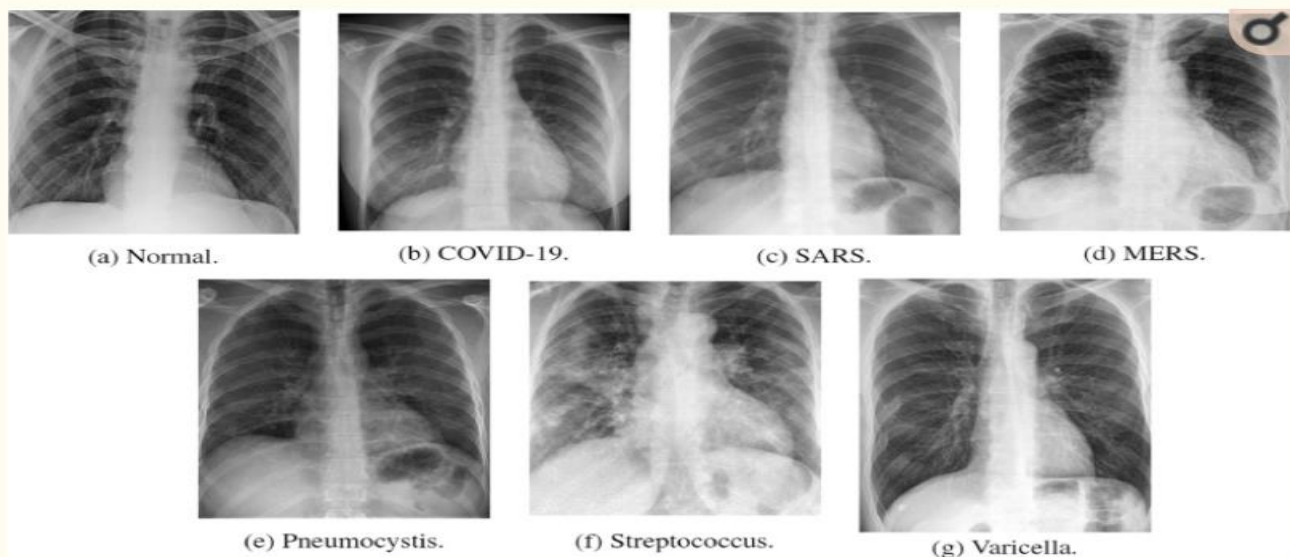 (a) Normal.
(b) COVID-19.
(c) SARS.
(d) MERS.
(e) Pneumocystis.
(f) Streptococcus.
(g) Varicella.